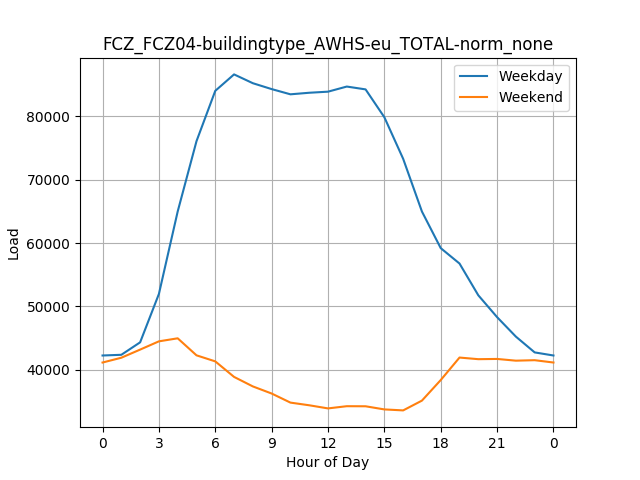 FCZ_FCZ04-buildingtype_AWHS-eu_TOTAL-norm_none
Weekday
Weekend
80000
70000
60000
50000
40000
Load
0 3 6 9 12 15 18 21 0
Hour of Day